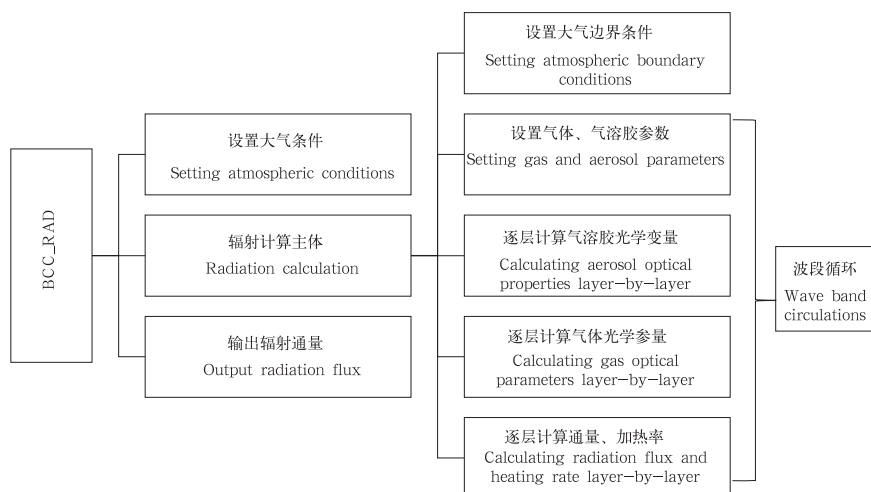 BCC_RAD
设置大气条件
Setting atmospheric conditions
辐射计算主体
Radiation calculation
输出辐射通量
Output radiation flux
设置大气边界条件
Setting atmospheric boundary
conditions
设置气体、气溶胶参数
Setting gas and aerosol parameters
逐层计算气溶胶光学变量
Calculating aerosol optical
properties layer-by-layer
逐层计算气体光学参量
Calculating gas optical
parameters layer-by-layer
逐层计算通量、加热率
Calculating radiation flux and
heating rate layer-by-layer
波段循环
Wave band
circulations